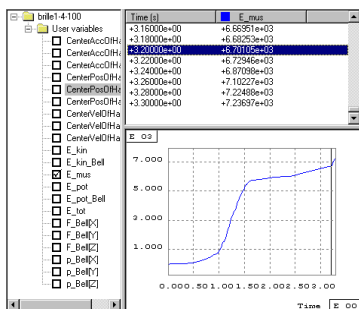 brille1-4-100
User variables
CenterAccOfHa
CenterAccOfHa
CenterAccOfHa
CenterPosOfHa
CenterPosOfHa
CenterPosOfHa
CenterVelOfHa
CenterVelOfHa
CenterVelOfHa
E_kin
E_kin_Bell
E_mus
E_pot
E_pot_Bell
E_tot
F_Bell[X]
F_Bell[Y]
F_Bell[Z]
p_Bell[X]
p_Bell[Y]
p_Bell[Z]
Time (s) E_mus
+3.16000e+00 +6.66951e+03
+3.18000e+00 +6.68253e+03
+3.20000e+00 +6.70105e+03
+3.22000e+00 +6.72946e+03
+3.24000e+00 +6.87098e+03
+3.26000e+00 +7.10227e+03
+3.28000e+00 +7.22488e+03
+3.30000e+00 +7.23697e+03
E 03
7.000
5.000
3.000
1.000
0.000.501.001.502.002.503.00
Time E 00